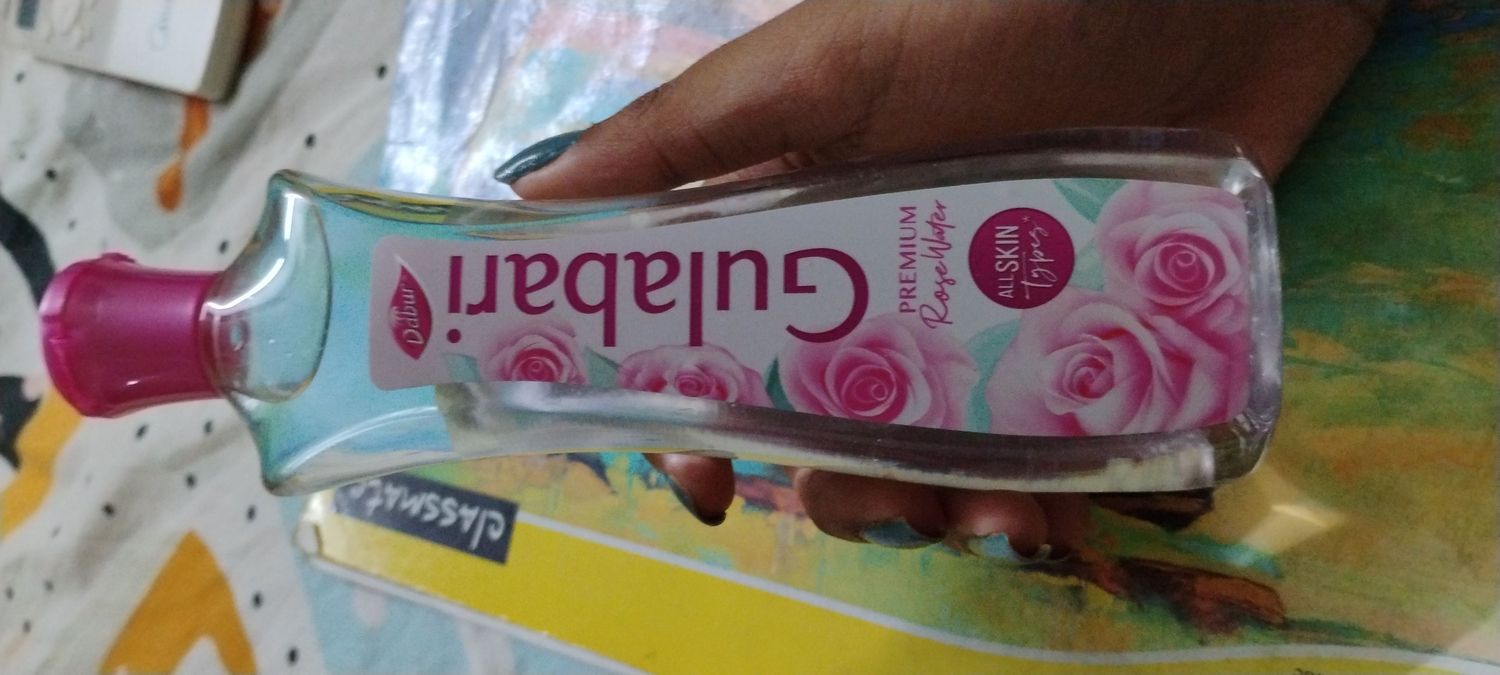 Dabur
Gulabari
PREMIUM
Rose Water
ALL SKIN
Types*
classmate